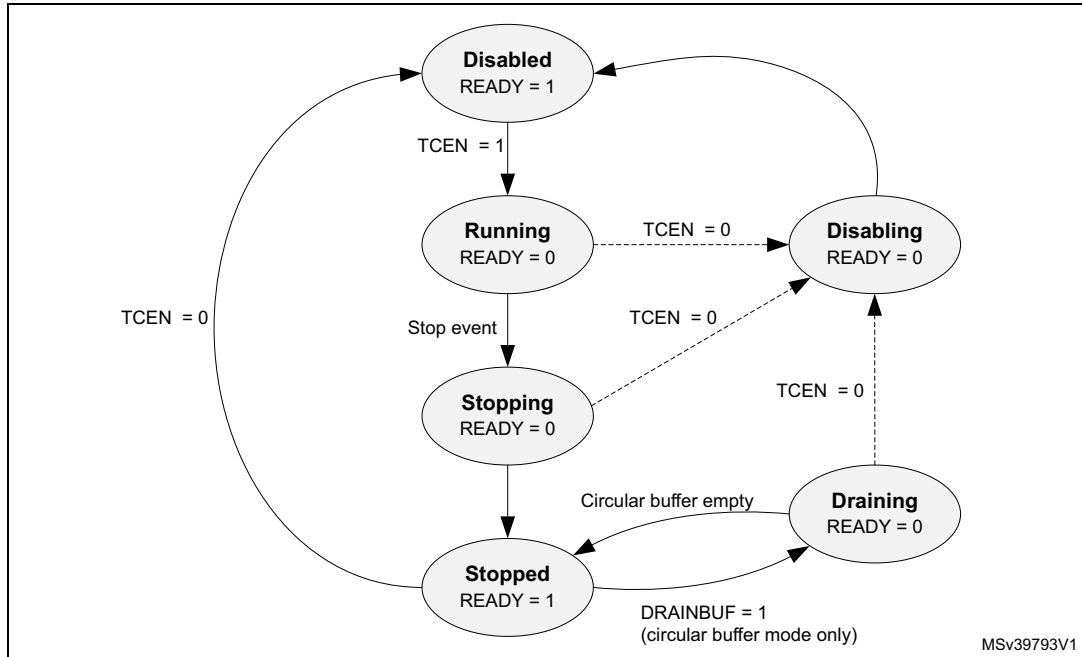 Disabled
READY = 1
TCEN = 1
Running
READY = 0
TCEN = 0
Disabling
READY = 0
TCEN = 0
Stop event
TCEN = 0
TCEN = 0
Stopping
READY = 0
Circular buffer empty
Draining
READY = 0
Stopped
READY = 1
DRAINBUF = 1
(circular buffer mode only)
MSv39793V1